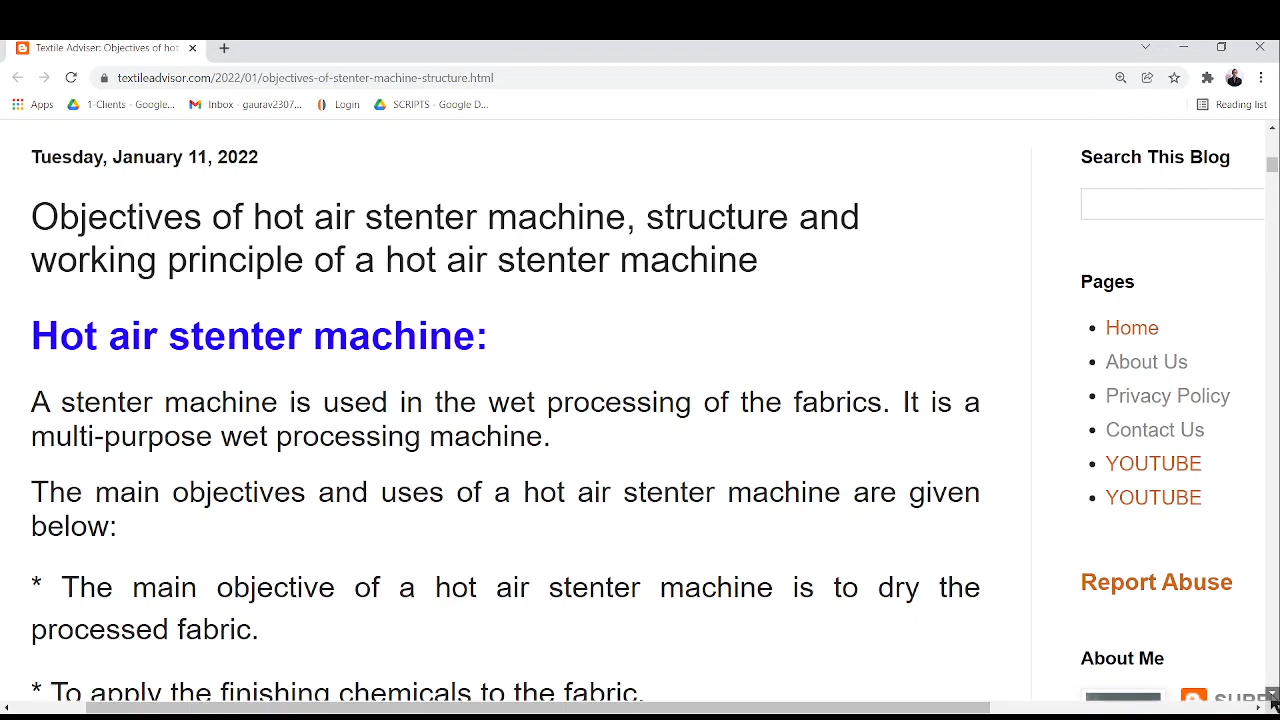 Textile Adviser: Objectives of hot
textileadvisor.com/2022/01/objectives-of-stenter-machine-structure.html
Apps
1-Clients - Google...
Inbox - gaurav2307...
Login
SCRIPTS - Google D...
Reading list
Tuesday, January 11, 2022
Objectives of hot air stenter machine, structure and
working principle of a hot air stenter machine
Hot air stenter machine:
A stenter machine is used in the wet processing of the fabrics. It is a
multi-purpose wet processing machine.
The main objectives and uses of a hot air stenter machine are given
below:
* The main objective of a hot air stenter machine is to dry the
processed fabric.
* To apply the finishing chemicals to the fabric.
Search This Blog
Pages
Home
About Us
Privacy Policy
Contact Us
YOUTUBE
YOUTUBE
Report Abuse
About Me